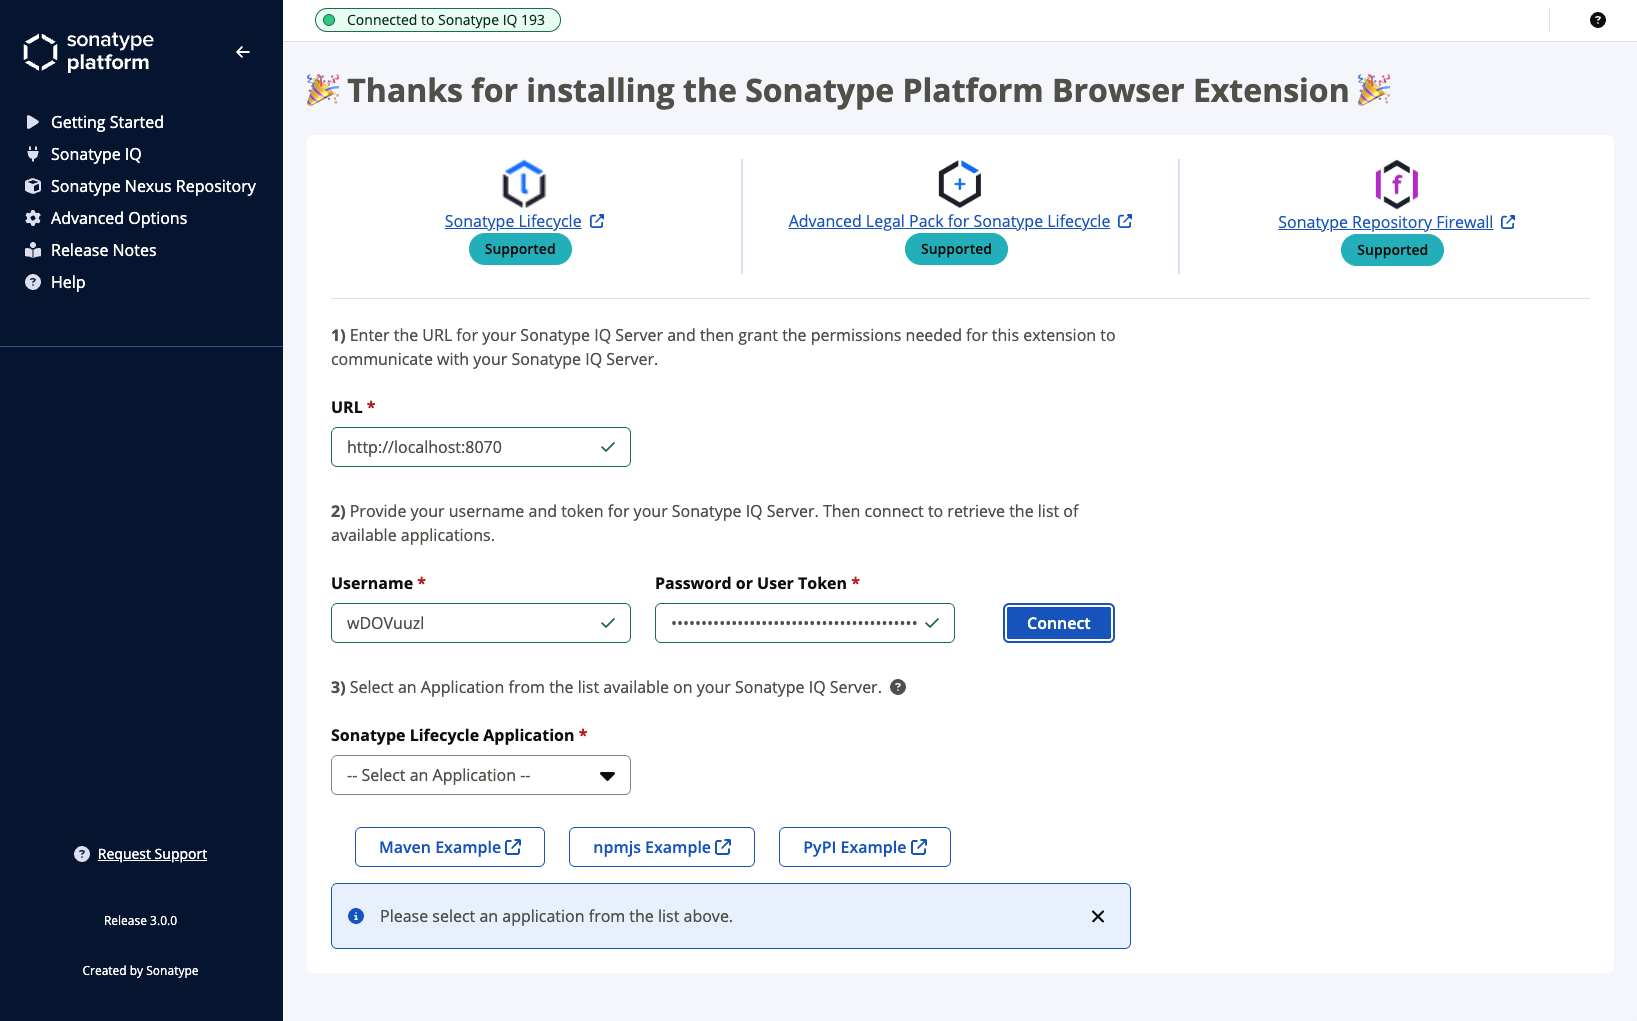 sonatype
platform
Getting Started
Sonatype IQ
Sonatype Nexus Repository
Advanced Options
Release Notes
Help
Request Support
Release 3.0.0
Created by Sonatype
Connected to Sonatype IQ 193
Thanks for installing the Sonatype Platform Browser Extension
Sonatype Lifecycle
Supported
Advanced Legal Pack for Sonatype Lifecycle
Supported
Sonatype Repository Firewall
Supported
1) Enter the URL for your Sonatype IQ Server and then grant the permissions needed for this extension to
communicate with your Sonatype IQ Server.
URL *
http://localhost:8070
2) Provide your username and token for your Sonatype IQ Server. Then connect to retrieve the list of
available applications.
Username *
Password or User Token *
wDOVuuzl
••••••••••••••••••••••••••••••••••••••••••
Connect
3) Select an Application from the list available on your Sonatype IQ Server.
Sonatype Lifecycle Application *
-- Select an Application --
Maven Example
npmjs Example
PyPI Example
Please select an application from the list above.